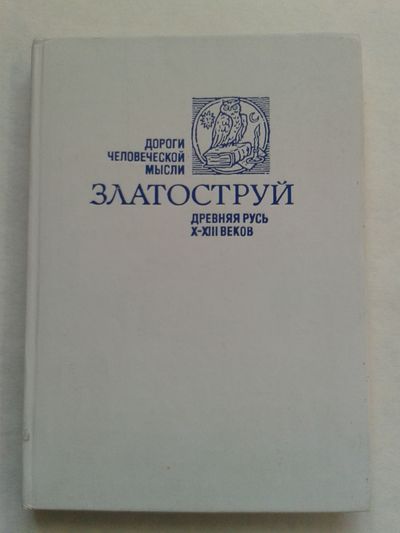 ДОРОГИ
ЧЕЛОВЕЧЕСКОЙ
МЫСЛИ
ЗЛАТОСТРУЙ
ДРЕВНЯЯ РУСЬ
X–XIII ВЕКОВ